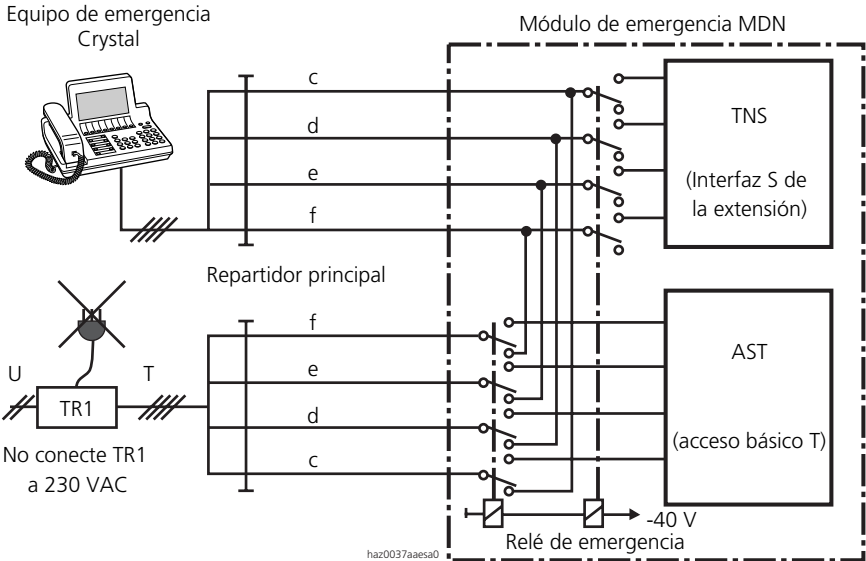 Equipo de emergencia
Crystal
Módulo de emergencia MDN
c
d
e
f
TNS
(Interfaz S de
la extensión)
Repartidor principal
f
e
d
c
U
T
TR1
No conecte TR1
a 230 VAC
AST
(acceso básico T)
-40 V
Relé de emergencia
haz0037aaesa0